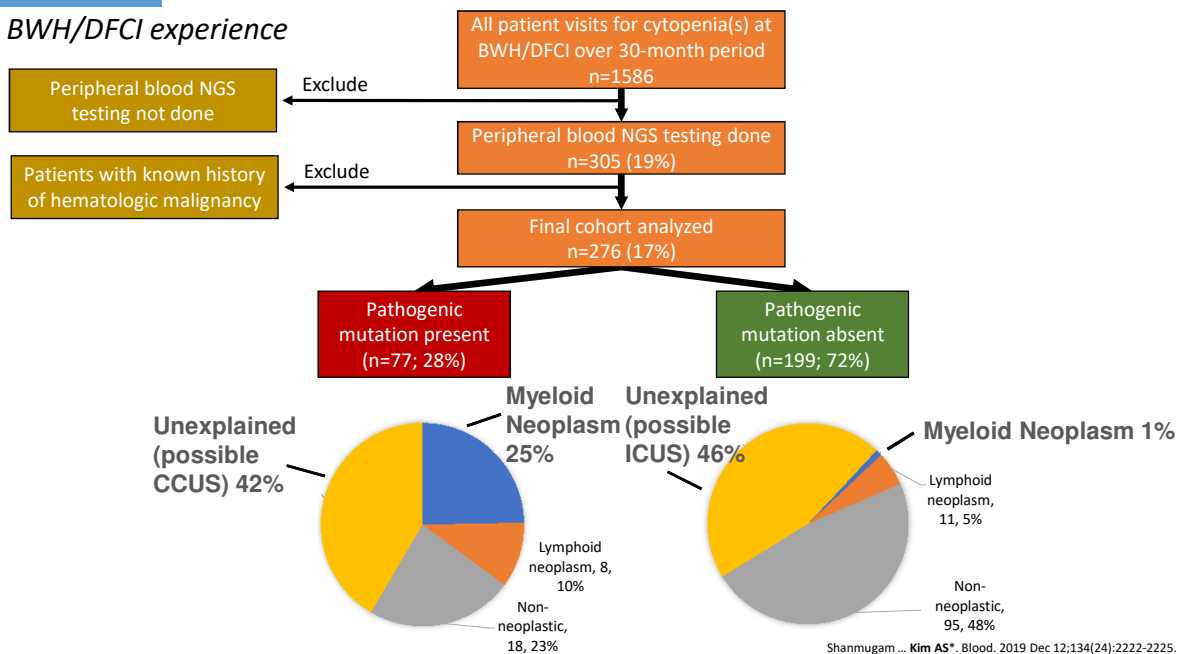 BWH/DFCI experience
All patient visits for cytopenia(s) at
BWH/DFCI over 30-month period
n=1586
Peripheral blood NGS
testing not done
Exclude
Peripheral blood NGS testing done
n=305 (19%)
Patients with known history
of hematologic malignancy
Exclude
Final cohort analyzed
n=276 (17%)
Pathogenic
mutation present
(n=77; 28%)
Pathogenic
mutation absent
(n=199; 72%)
Unexplained
(possible
CCUS) 42%
Myeloid
Neoplasm
25%
Lymphoid
neoplasm, 8,
10%
Non-
neoplastic,
18, 23%
Unexplained
(possible
ICUS) 46%
Myeloid Neoplasm 1%
Lymphoid
neoplasm,
11, 5%
Non-
neoplastic,
95, 48%
Shanmugam ... Kim AS*. Blood. 2019 Dec 12;134(24):2222-2225.